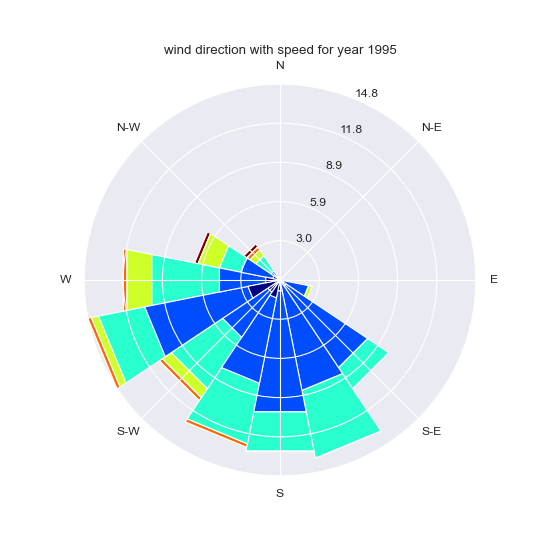 wind direction with speed for year 1995
N
14.8
N-W
N-E
11.8
8.9
5.9
3.0
W
E
S-W
S-E
S